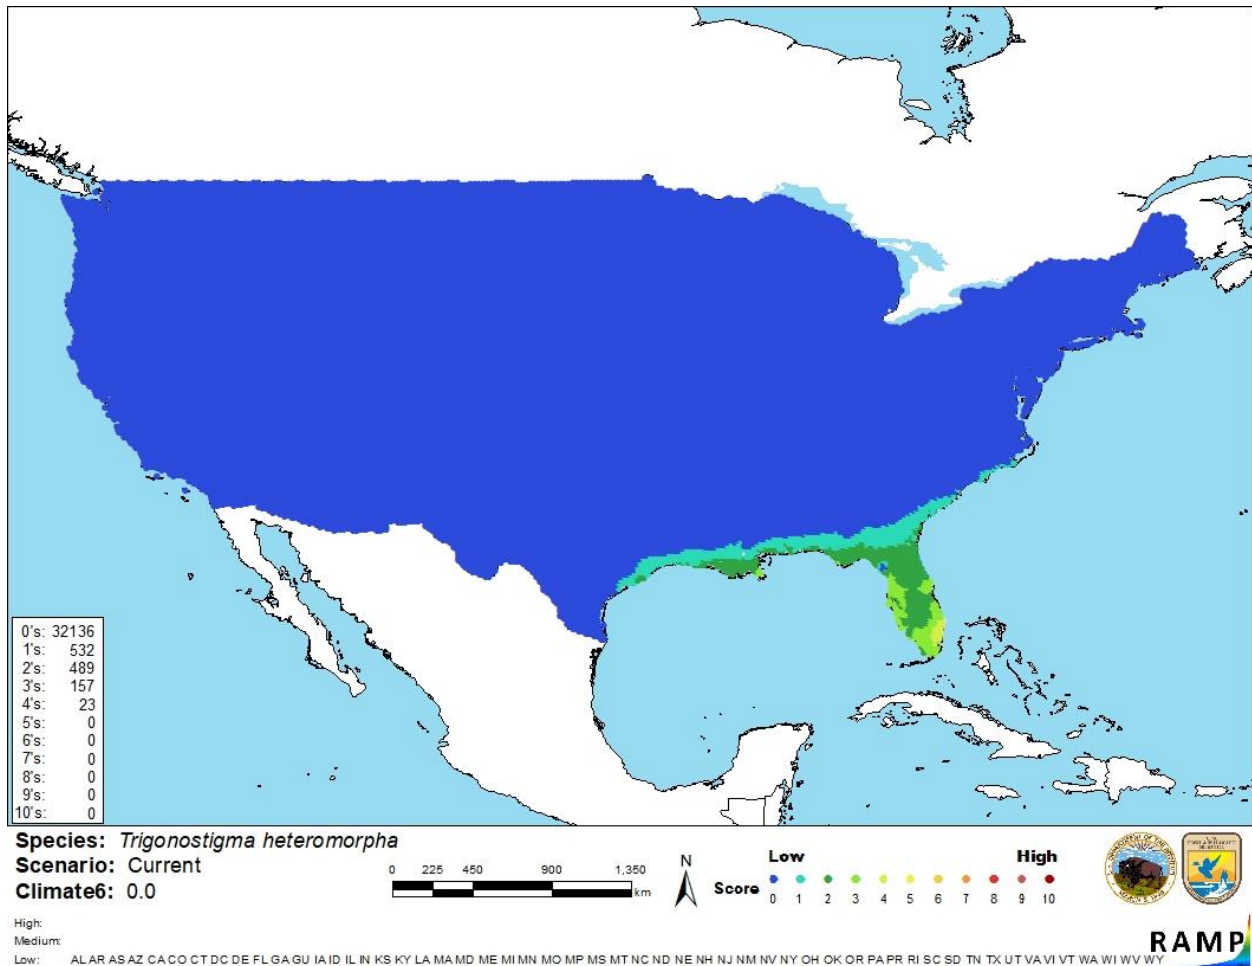 0's: 32136
1's: 532
2's: 489
3's: 157
4's: 23
5's: 0
6's: 0
7's: 0
8's: 0
9's: 0
10's: 0
Species: Trigonostigma heteromorpha
Scenario: Current
Climate6: 0.0
0 225 450 900 1,350
km
N
Low High
Score
0 1 2 3 4 5 6 7 8 9 10
High:
Medium:
Low: AL AR AS AZ CA CO CT DC DE FL GA GU IA ID IL IN KS KY LA MA MD ME MI MN MO MP MS MT NC ND NE NH NJ NM NV NY OH OK OR PA PR RI SC SD TN TX UT VA VI VT WA WI WV WY
RAMP